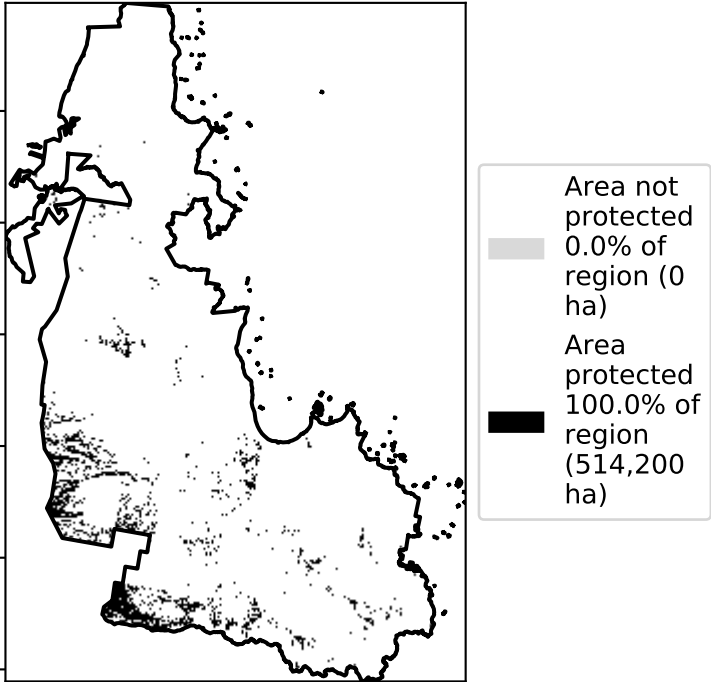 Area not
protected
0.0% of
region (0
ha)
Area
protected
100.0% of
region
(514,200
ha)